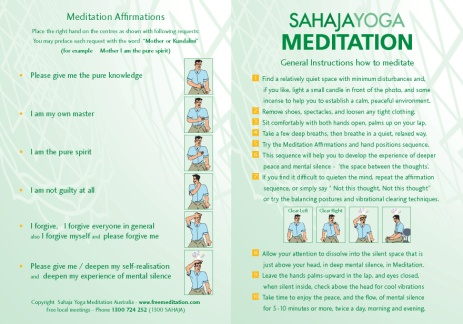 Meditation Affirmations
Place the right hand on the centres as shown with following requests:
You may preface each request with the word: "Mother or Kundalini"
(for example Mother I am the pure spirit)
Please give me the pure knowledge
I am my own master
I am the pure spirit
I am not guilty at all
I forgive. I forgive everyone in general
also I forgive myself and please forgive me
Please give me / deepen my self-realisation
and deepen my experience of mental silence
Copyright Sahaja Yoga Meditation Australia - www.freemeditation.com
Free local meetings - Phone 1300 724 252 (1300 SAHAJA)
SAHAJAYOGA
MEDITATION
General Instructions how to meditate
1 Find a relatively quiet space with minimum disturbances and,
if you like, light a small candle in front of the photo, and some
incense to help you to establish a calm, peaceful environment.
2 Remove shoes, spectacles, and loosen any tight clothing.
3 Sit comfortably with both hands open, palms up on your lap.
4 Take a few deep breaths, then breathe in a quiet, relaxed way.
5 Try the Meditation Affirmations and hand positions sequence.
6 This sequence will help you to develop the experience of deeper
peace and mental silence - 'the space between the thoughts'.
7 If you find it difficult to quieten the mind, repeat the affirmation
sequence, or simply say " Not this thought, Not this thought"
or try the balancing postures and vibrational clearing techniques.
Clear Left Clear Right
8 Allow your attention to dissolve into the silent space that is
just above your head, in deep mental silence, in Meditation.
9 Leave the hands palms-upward in the lap, and eyes closed,
when silent inside, check above the head for cool vibrations
10 Take time to enjoy the peace, and the flow of mental silence
for 5-10 minutes or more, twice a day, morning and evening.